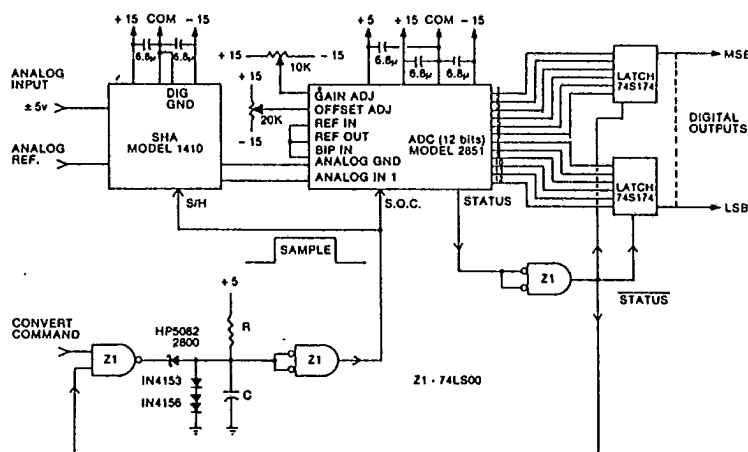 + 15 COM - 15
6.8μ 6.8μ
+ 5 +15 COM - 15
6.8μ 6.8μ 6.8μ
+ 15 - 15
10K
+ 15
20K
- 15
ANALOG
INPUT
± 5v
ANALOG
REF.
DIG
GND
SHA
MODEL 1410
S/H
GAIN ADJ
OFFSET ADJ
REF IN
REF OUT
BIP IN
ANALOG GND
ANALOG IN 1
ADC (12 bits)
MODEL 2851
S.O.C. STATUS
LATCH
74S174
MSB
DIGITAL
OUTPUTS
LATCH
74S174
LSB
SAMPLE
Z1
STATUS
+ 5
R
CONVERT
COMMAND
Z1
HP5082
2800
Z1
IN4153
IN4156
C
Z1 - 74LS00